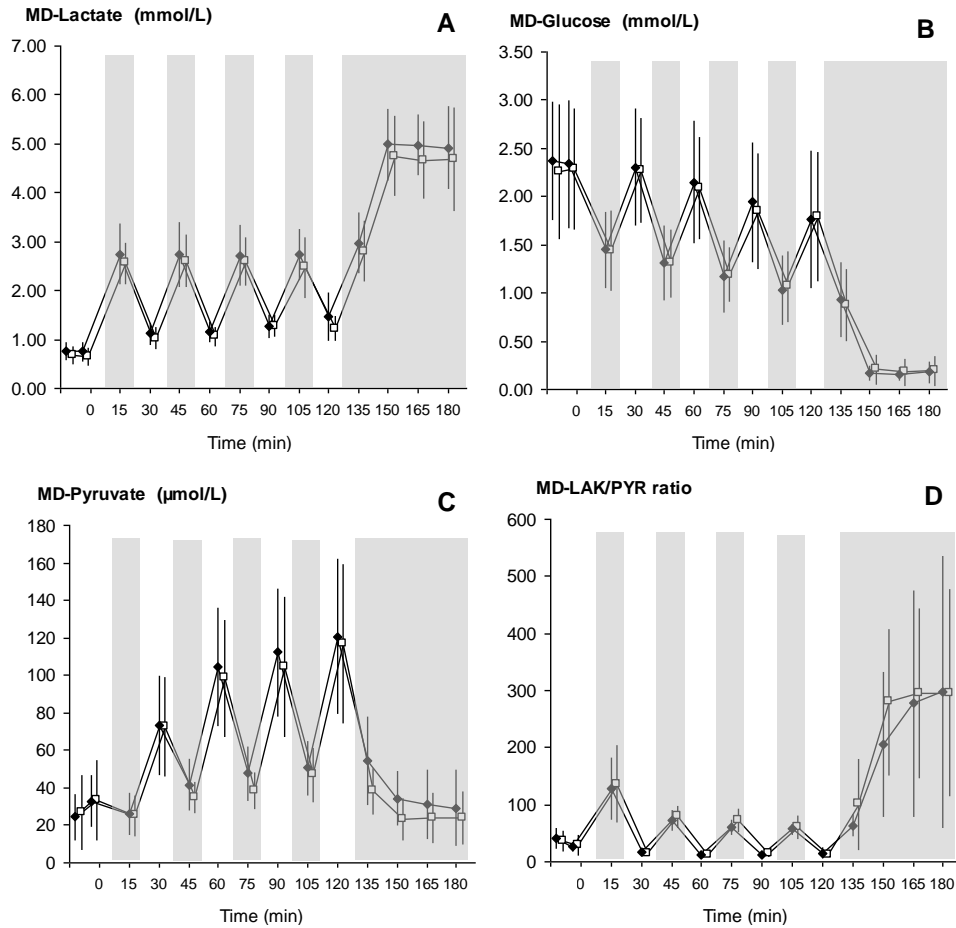 MD-Lactate (mmol/L)
A
7.00
6.00
5.00
4.00
3.00
2.00
1.00
0.00
0 15 30 45 60 75 90 105 120 135 150 165 180
Time (min)
MD-Glucose (mmol/L)
B
3.50
3.00
2.50
2.00
1.50
1.00
0.50
0.00
0 15 30 45 60 75 90 105 120 135 150 165 180
Time (min)
MD-Pyruvate (µmol/L)
C
180
160
140
120
100
80
60
40
20
0
0 15 30 45 60 75 90 105 120 135 150 165 180
Time (min)
MD-LAK/PYR ratio
D
600
500
400
300
200
100
0
0 15 30 45 60 75 90 105 120 135 150 165 180
Time (min)